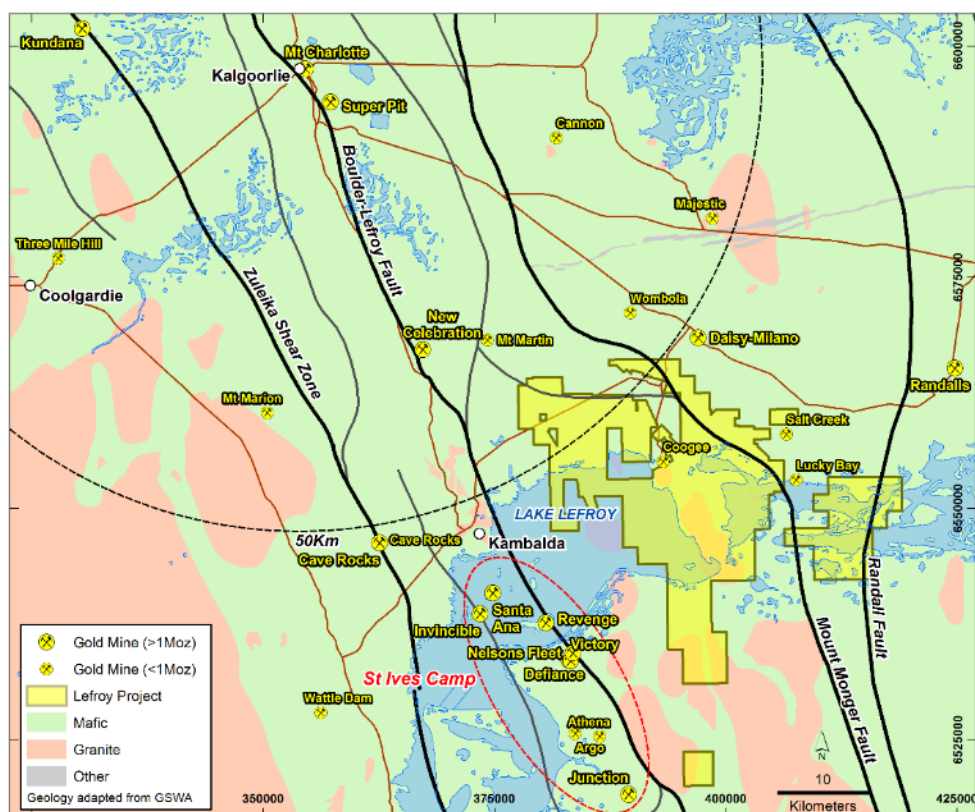 Kundana
Mt Charlotte
Kalgoorlie
Super Pit
6600000
Cannon
Boulder-Lefroy Fault
Majestic
Three Mile Hill
Coolgardie
Zuleika Shear Zone
6575000
Wombola
New
Celebration
Mt Martin
Daisy-Milano
Randalls
Mt Marion
Salt Creek
Coogee
Lucky Bay
LAKE LEFROY
6550000
50Km
Cave Rocks
Cave Rocks
Kambalda
Randall Fault
Mount Monger Fault
Santa
Ana
Invincible
Revenge
Victory
Nelsons Fleet
Defiance
St Ives Camp
Wattle Dam
Athena
Argo
Junction
6525000
Gold Mine (>1Moz)
Gold Mine (<1Moz)
Lefroy Project
Mafic
Granite
Other
Geology adapted from GSWA
N
10
Kilometers
350000
375000
400000
425000